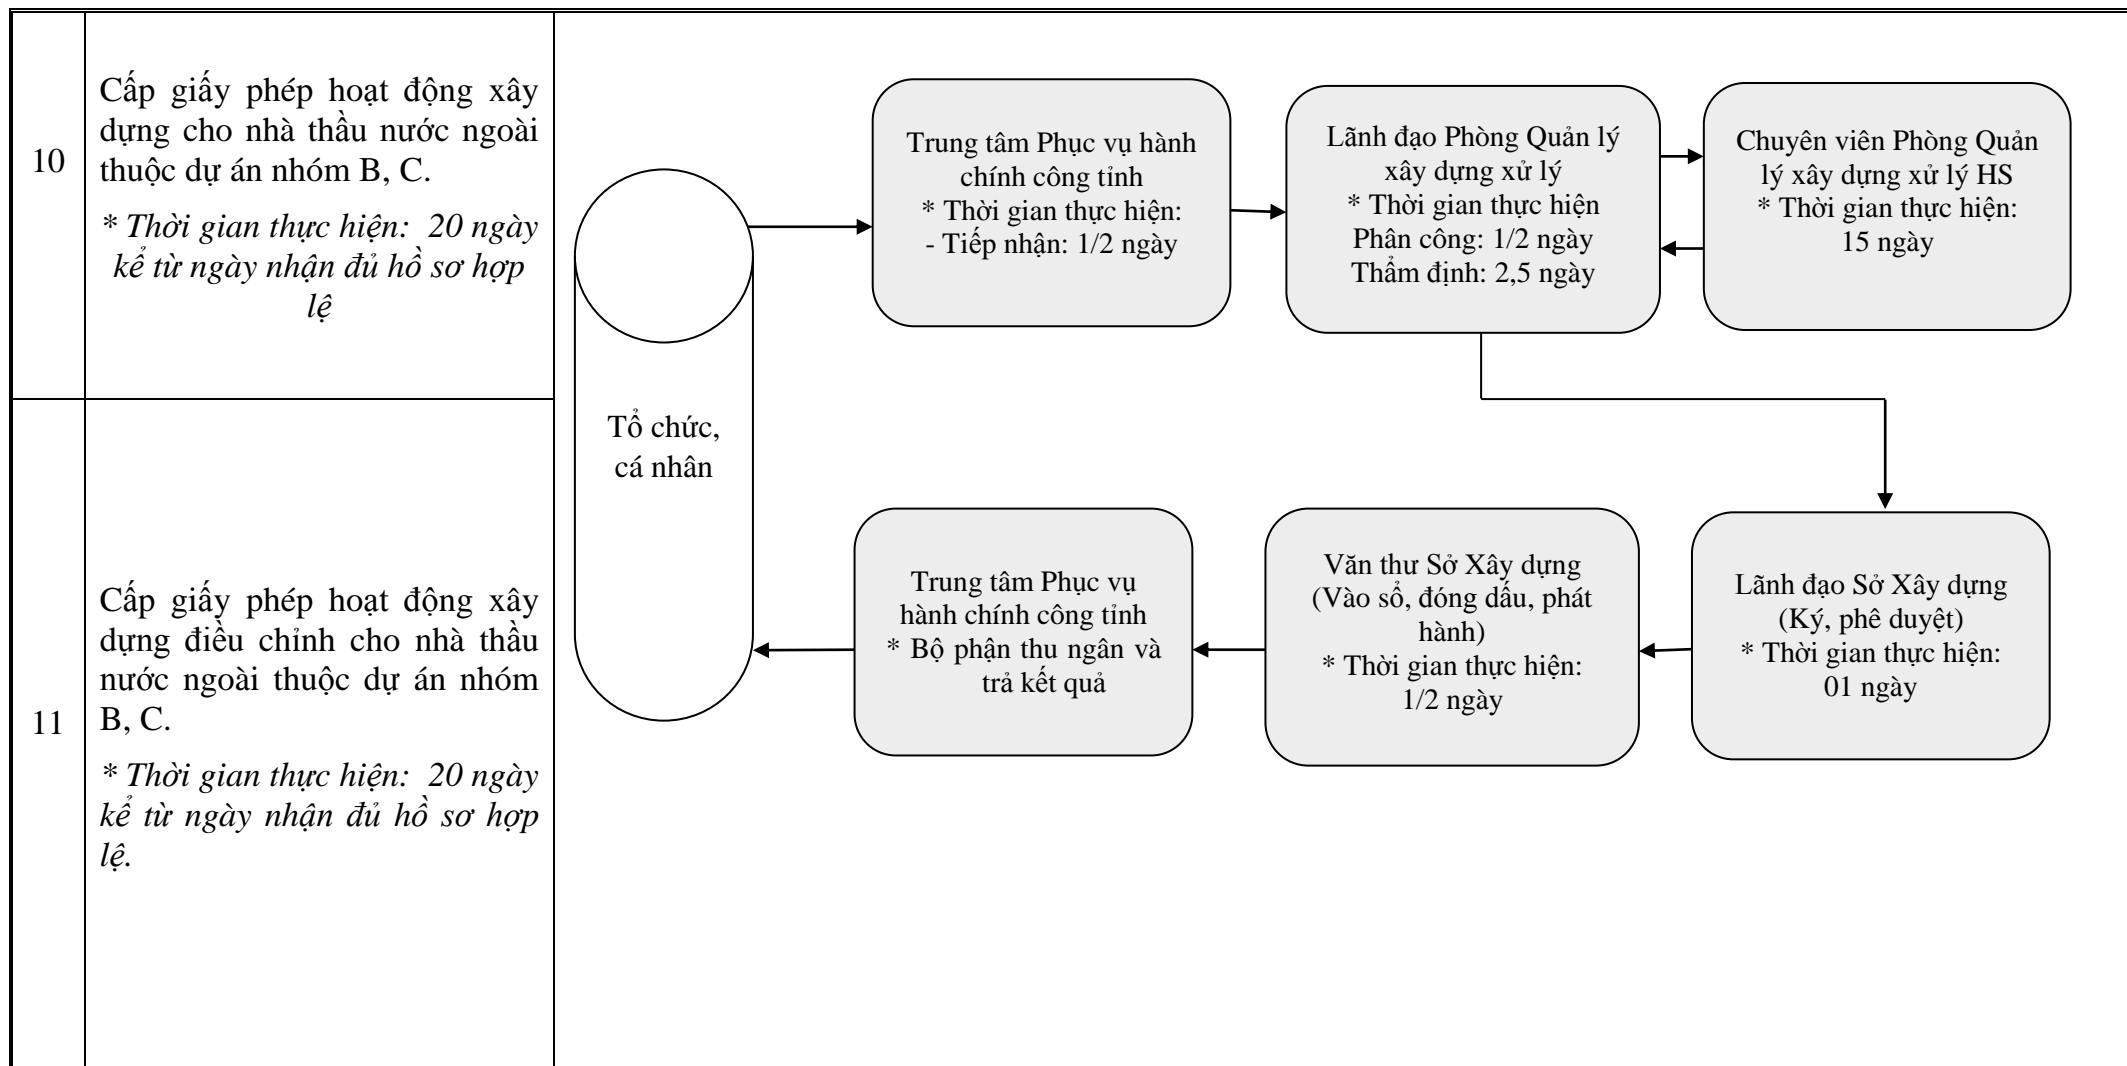 10
Cấp giấy phép hoạt động xây
dựng cho nhà thầu nước ngoài
thuộc dự án nhóm B, C.
* Thời gian thực hiện: 20 ngày
kể từ ngày nhận đủ hồ sơ hợp
lệ
Trung tâm Phục vụ hành
chính công tỉnh
* Thời gian thực hiện:
- Tiếp nhận: 1/2 ngày
Lãnh đạo Phòng Quản lý
xây dựng xử lý
* Thời gian thực hiện
Phân công: 1/2 ngày
Thẩm định: 2,5 ngày
Chuyên viên Phòng Quản
lý xây dựng xử lý HS
* Thời gian thực hiện:
15 ngày
Tổ chức,
cá nhân
11
Cấp giấy phép hoạt động xây
dựng điều chỉnh cho nhà thầu
nước ngoài thuộc dự án nhóm
B, C.
* Thời gian thực hiện: 20 ngày
kể từ ngày nhận đủ hồ sơ hợp
lệ.
Trung tâm Phục vụ
hành chính công tỉnh
* Bộ phận thu ngân và
trả kết quả
Văn thư Sở Xây dựng
(Vào sổ, đóng dấu, phát
hành)
* Thời gian thực hiện:
1/2 ngày
Lãnh đạo Sở Xây dựng
(Ký, phê duyệt)
* Thời gian thực hiện:
01 ngày